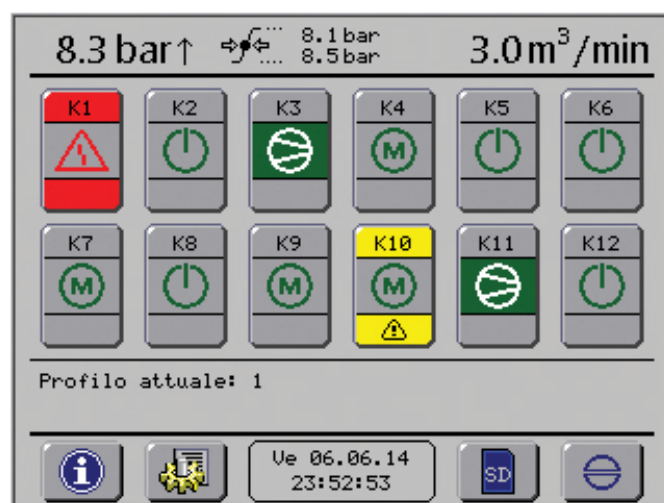 8.3 bar↑ 8.1 bar 3.0 m³/min
8.5 bar
K1 K2 K3 K4 K5 K6
M
K7 K8 K9 K10 K11 K12
M M M
Profilo attuale: 1
Ve 06.06.14
23:52:53
i SD